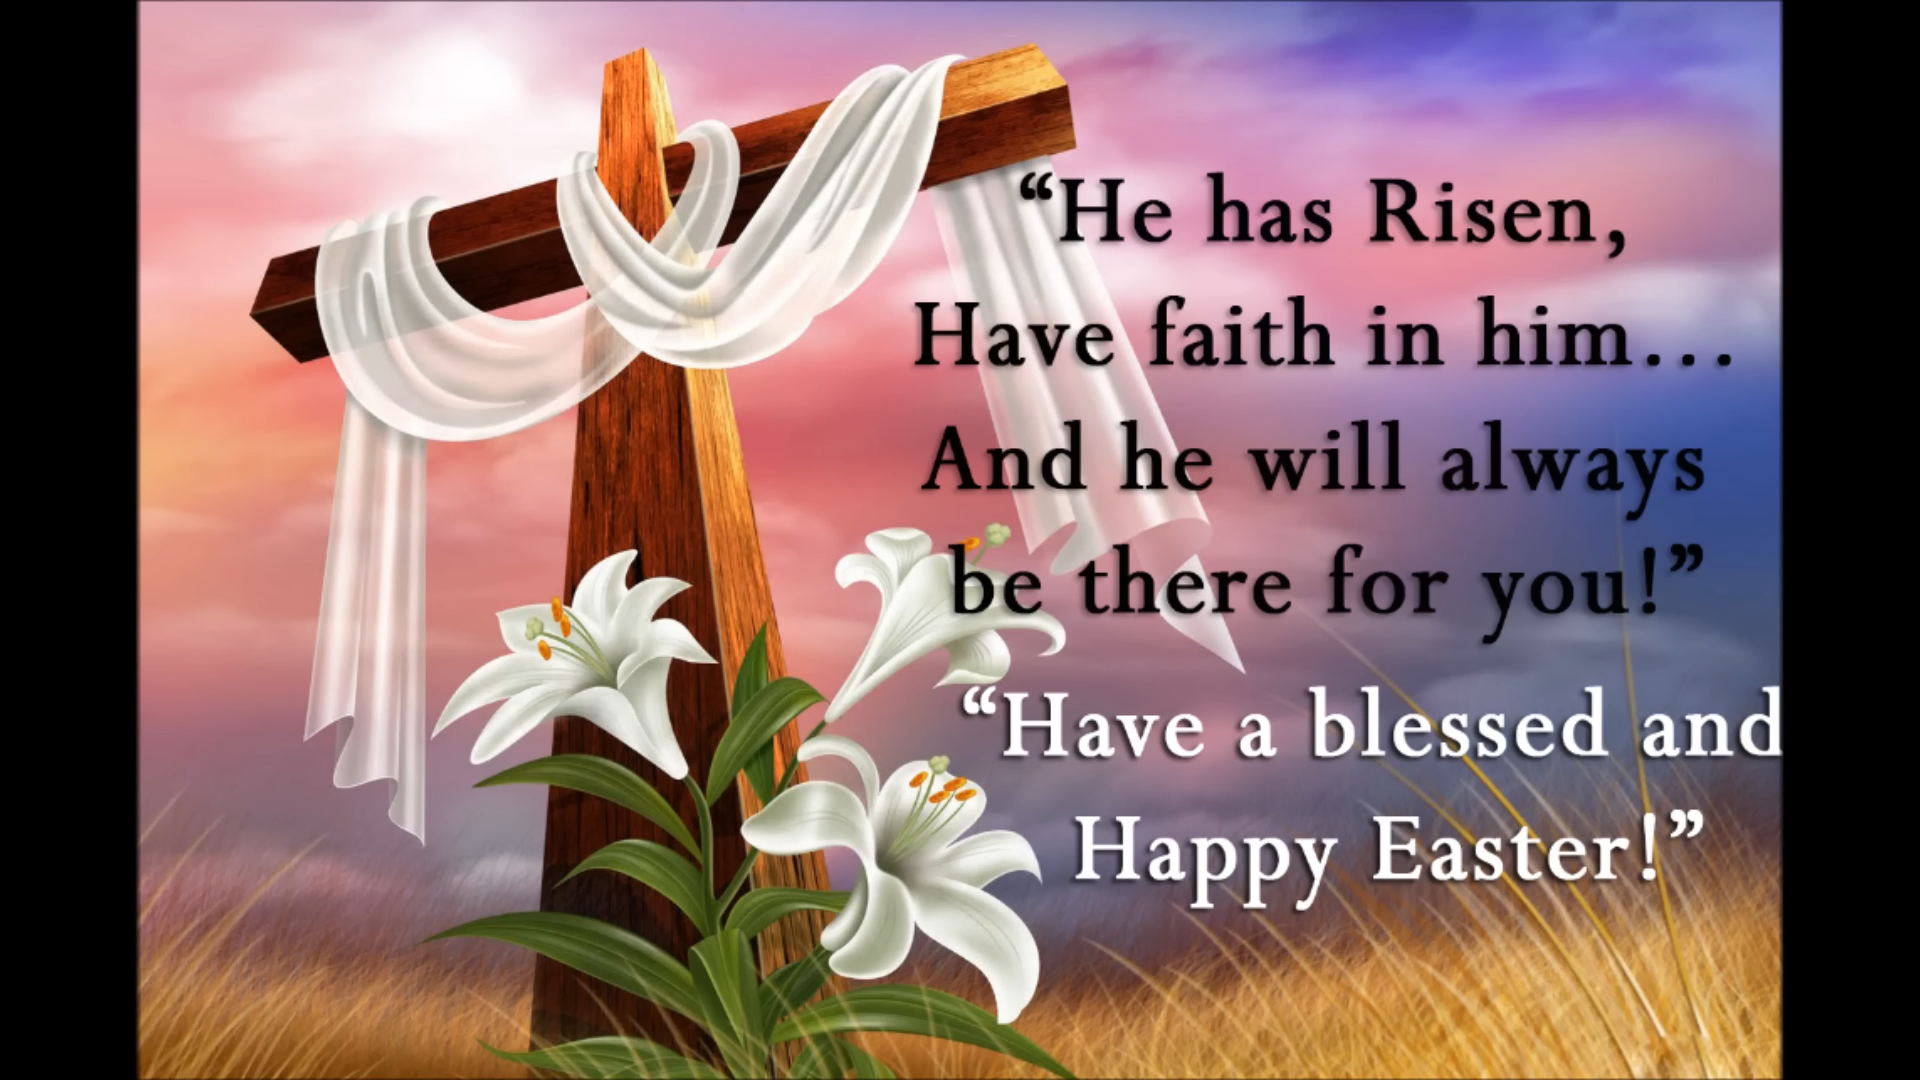 “He has Risen,
Have faith in him...
And he will always
be there for you!”
“Have a blessed and
Happy Easter!”